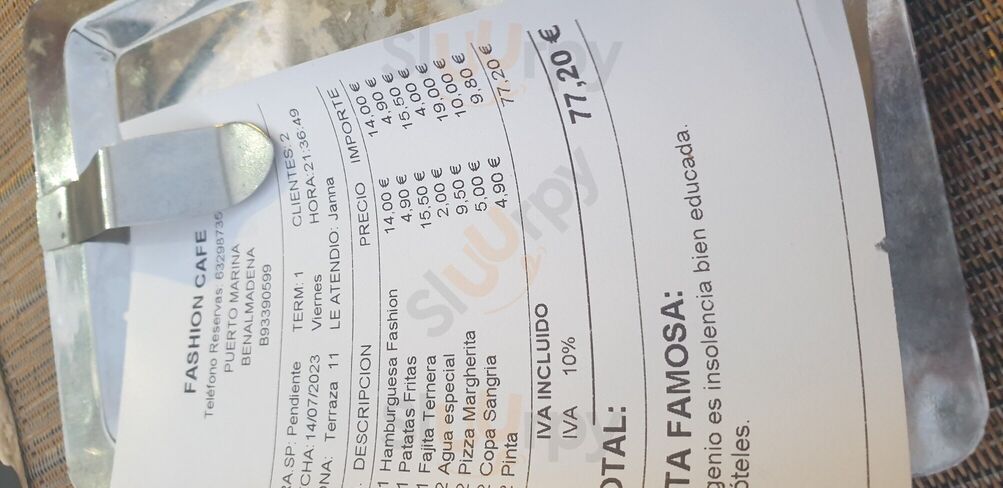 FASHION CAFE
Teléfono Reservas: 63298735
PUERTO MARINA
BENALMADENA
B93390599
RA.SP: Pendiente TERM: 1 CLIENTES: 2
CHA: 14/07/2023 Viernes HORA:21:36:49
ONA: Terraza 11 LE ATENDIO: Janna
. DESCRIPCION PRECIO IMPORTE
1 Hamburguesa Fashion 14,00 € 14,00 €
1 Patatas Fritas 4,90 € 4,90 €
1 Fajita Ternera 15,50 € 15,50 €
2 Agua especial 2,00 € 4,00 €
2 Pizza Margherita 9,50 € 19,00 €
2 Copa Sangria 5,00 € 10,00 €
2 Pinta 4,90 € 9,80 €
77,20 €
IVA INCLUIDO
IVA 10%
OTAL: 77,20 €
TA FAMOSA:
genio es insolencia bien educada.
óteles.
sluurpy
sluurpy
sluurpy